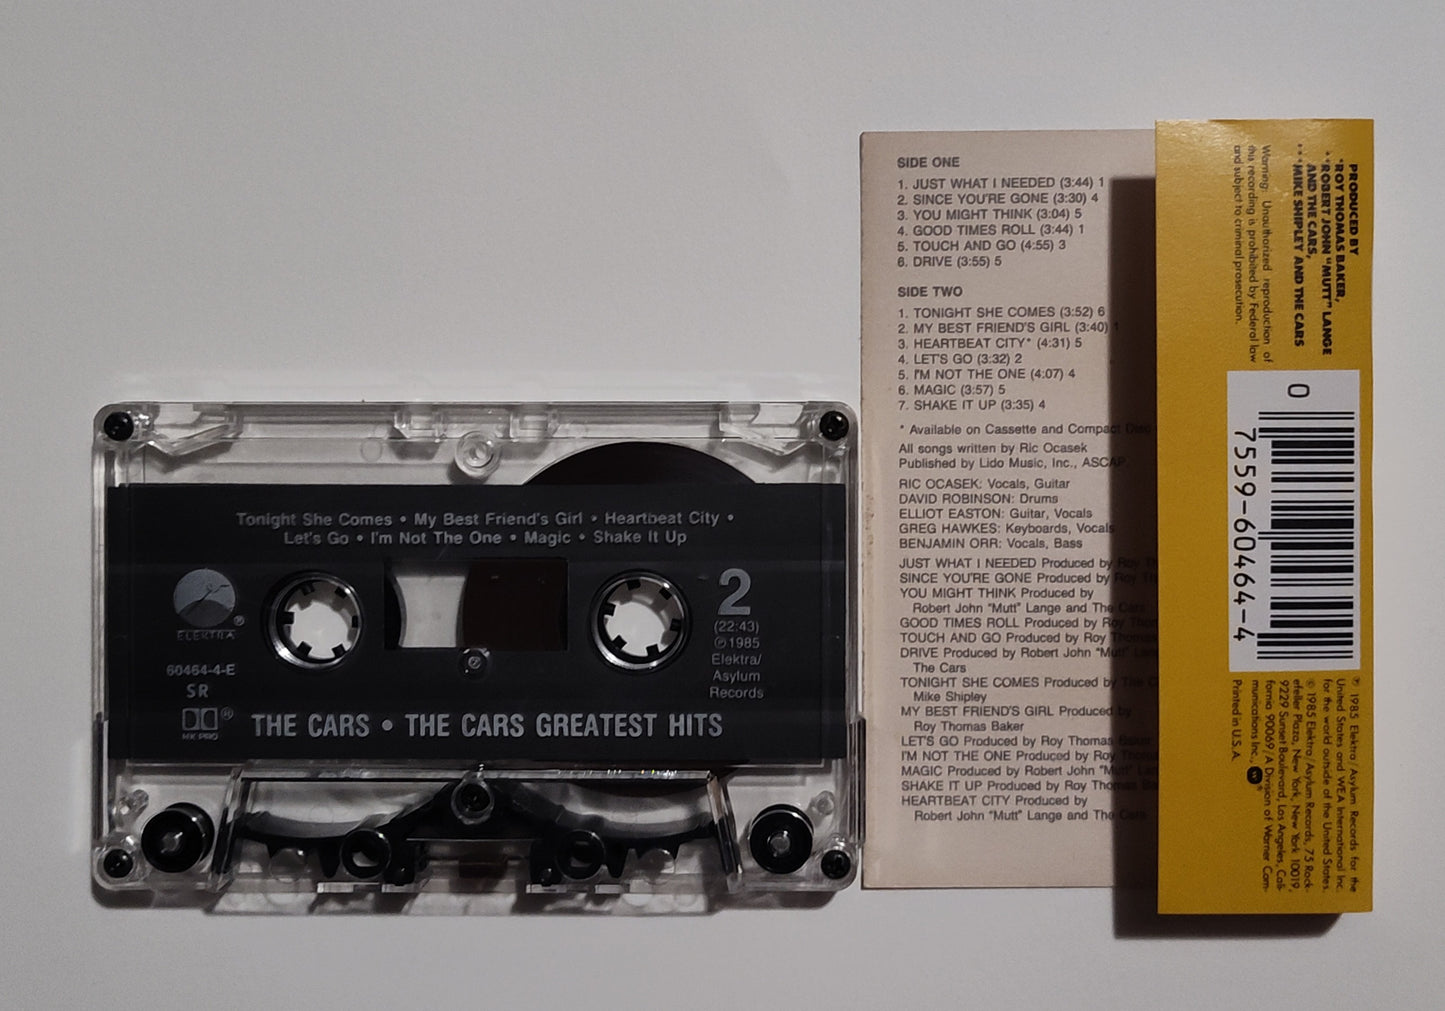 Tonight She Comes • My Best Friend's Girl • Heartbeat City •
Let's Go • I'm Not The One • Magic • Shake It Up
ELEKTRA®
60464-4-E
SR
®
HX PRO
2
(22:43)
℗1985
Elektra/
Asylum
Records
THE CARS • THE CARS GREATEST HITS
SIDE ONE
1. JUST WHAT I NEEDED (3:44) 1
2. SINCE YOU'RE GONE (3:30) 4
3. YOU MIGHT THINK (3:04) 5
4. GOOD TIMES ROLL (3:44) 1
5. TOUCH AND GO (4:55) 3
6. DRIVE (3:55) 5
SIDE TWO
1. TONIGHT SHE COMES (3:52) 6
2. MY BEST FRIEND'S GIRL (3:40) 1
3. HEARTBEAT CITY* (4:31) 5
4. LET'S GO (3:32) 2
5. I'M NOT THE ONE (4:07) 4
6. MAGIC (3:57) 5
7. SHAKE IT UP (3:35) 4
* Available on Cassette and Compact Disc
All songs written by Ric Ocasek
Published by Lido Music, Inc., ASCAP
RIC OCASEK: Vocals, Guitar
DAVID ROBINSON: Drums
ELLIOT EASTON: Guitar, Vocals
GREG HAWKES: Keyboards, Vocals
BENJAMIN ORR: Vocals, Bass
JUST WHAT I NEEDED Produced by Roy Th
SINCE YOU'RE GONE Produced by Roy Th
YOU MIGHT THINK Produced by
Robert John "Mutt" Lange and The Cars
GOOD TIMES ROLL Produced by Roy Thom
TOUCH AND GO Produced by Roy Thomas
DRIVE Produced by Robert John "Mutt" Lan
The Cars
TONIGHT SHE COMES Produced by The C
Mike Shipley
MY BEST FRIEND'S GIRL Produced by
Roy Thomas Baker
LET'S GO Produced by Roy Thomas Baker
I'M NOT THE ONE Produced by Roy Thom
MAGIC Produced by Robert John "Mutt" Lan
SHAKE IT UP Produced by Roy Thomas Ba
HEARTBEAT CITY Produced by
Robert John "Mutt" Lange and The Cars
PRODUCED BY
*ROY THOMAS BAKER,
**ROBERT JOHN "MUTT" LANGE
AND THE CARS,
***MIKE SHIPLEY AND THE CARS
Warning: Unauthorized reproduction of
this recording is prohibited by Federal law
and subject to criminal prosecution.
0
7559-60464-4
℗ 1985 Elektra/Asylum Records for the
United States and WEA International Inc.
for the world outside of the United States.
© 1985 Elektra/Asylum Records, 75 Rock-
efeller Plaza, New York, New York 10019,
9229 Sunset Boulevard, Los Angeles, Cali-
fornia 90069/A Division of Warner Com-
munications Inc., ®
Printed in U.S.A.